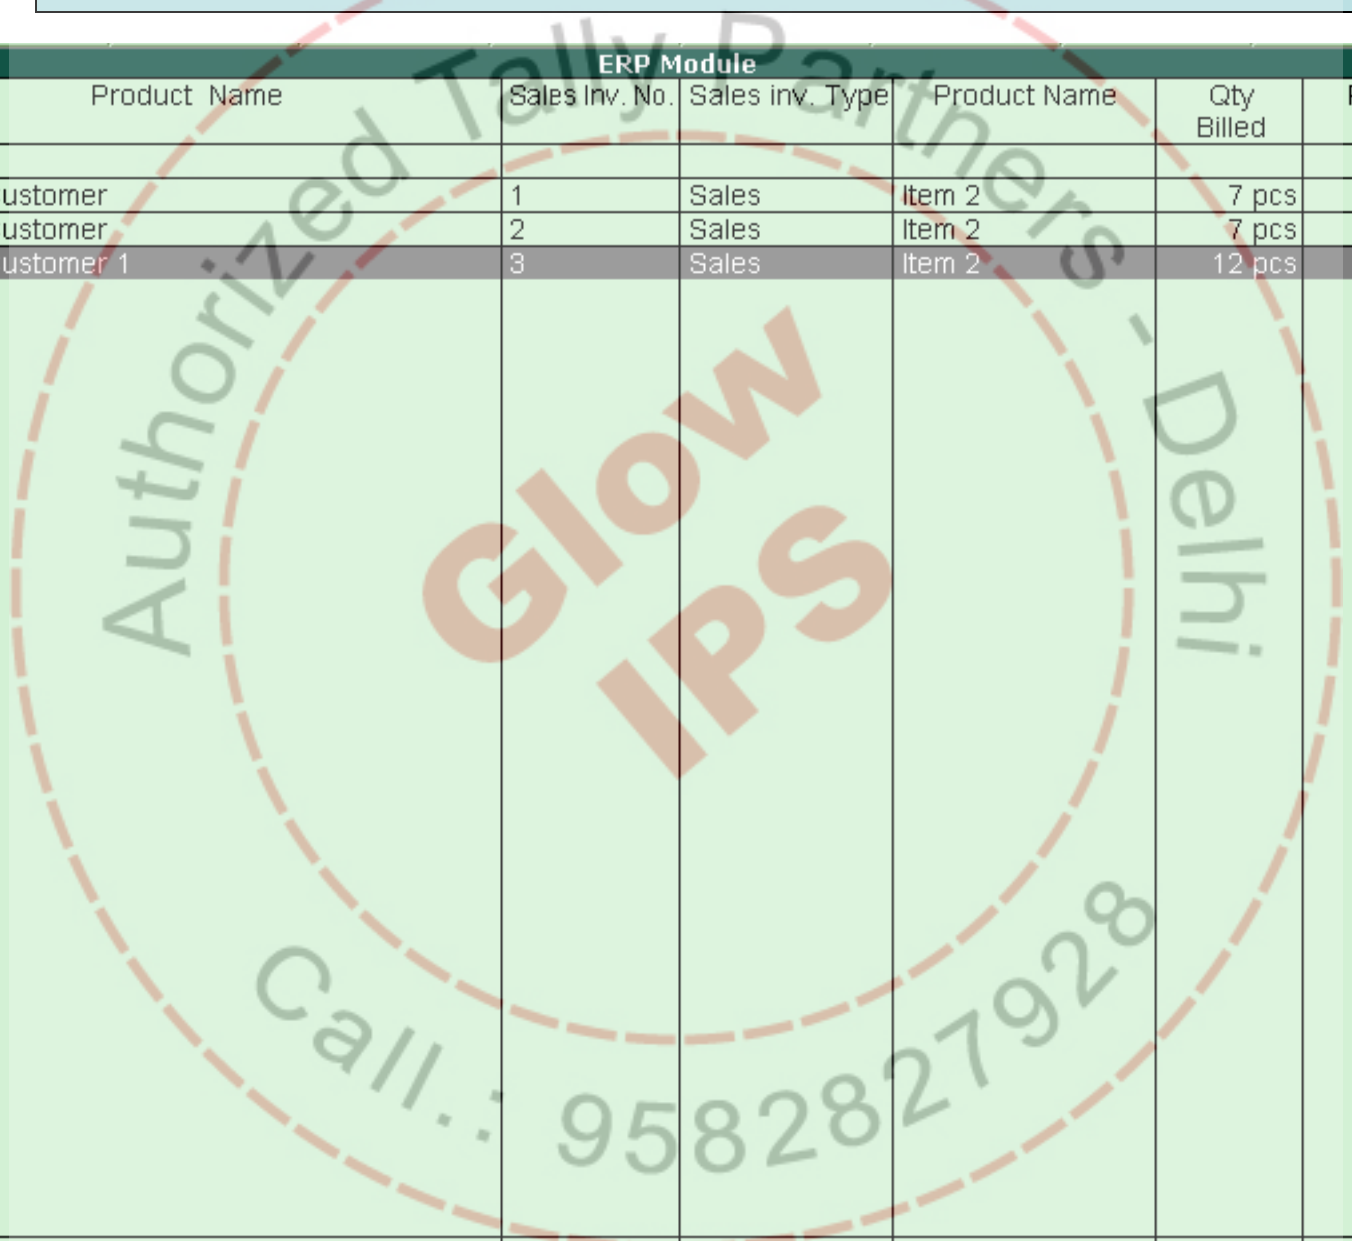 ERP Module
Product Name Sales Inv. No. Sales inv. Type Product Name Qty Billed
ustomer 1 Sales Item 2 7 pcs
ustomer 2 Sales Item 2 7 pcs
ustomer 1 3 Sales Item 2 12 pcs
Authorized Tally Partners - Delhi
Glow
IPS
Call.: 9582827928